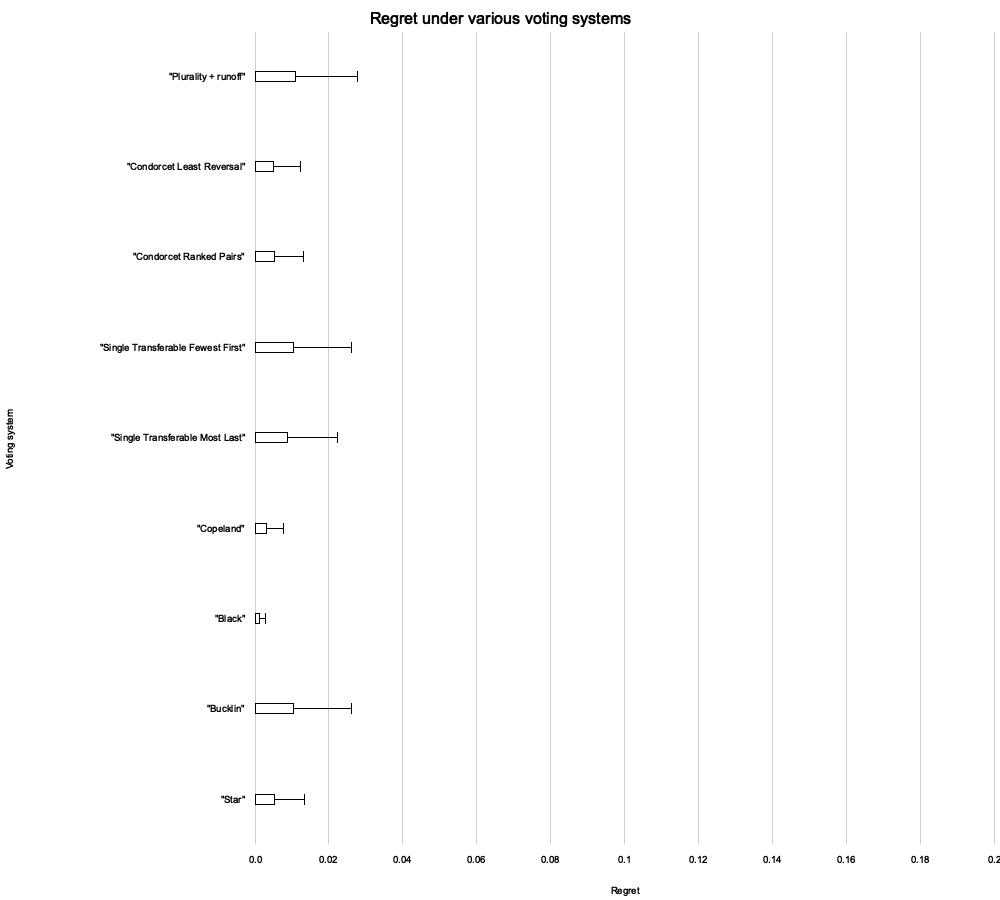 Regret under various voting systems
"Plurality + runoff"
"Condorcet Least Reversal"
"Condorcet Ranked Pairs"
"Single Transferable Fewest First"
"Single Transferable Most Last"
"Copeland"
"Black"
"Bucklin"
"Star"
Voting system
0.0 0.02 0.04 0.06 0.08 0.1 0.12 0.14 0.16 0.18 0.2
Regret